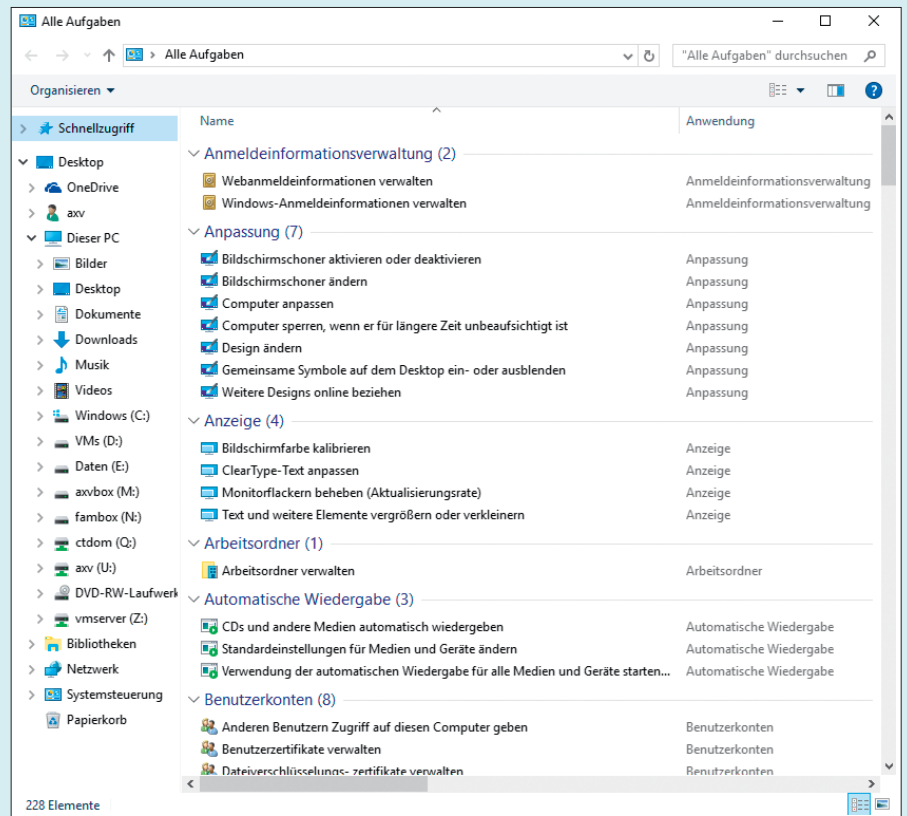 Alle Aufgaben
Alle Aufgaben
"Alle Aufgaben" durchsuchen
Organisieren
Schnellzugriff
Desktop
OneDrive
axv
Dieser PC
Bilder
Desktop
Dokumente
Downloads
Musik
Videos
Windows (C:)
VMs (D:)
Daten (E:)
axvbox (M:)
fambox (N:)
ctdom (Q:)
axv (U:)
DVD-RW-Laufwerk
vmserver (Z:)
Bibliotheken
Netzwerk
Systemsteuerung
Papierkorb
Name Anwendung
Anmeldeinformationsverwaltung (2)
Webanmeldeinformationen verwalten Anmeldeinformationsverwaltung
Windows-Anmeldeinformationen verwalten Anmeldeinformationsverwaltung
Anpassung (7)
Bildschirmschoner aktivieren oder deaktivieren Anpassung
Bildschirmschoner ändern Anpassung
Computer anpassen Anpassung
Computer sperren, wenn er für längere Zeit unbeaufsichtigt ist Anpassung
Design ändern Anpassung
Gemeinsame Symbole auf dem Desktop ein- oder ausblenden Anpassung
Weitere Designs online beziehen Anpassung
Anzeige (4)
Bildschirmfarbe kalibrieren Anzeige
ClearType-Text anpassen Anzeige
Monitorflackern beheben (Aktualisierungsrate) Anzeige
Text und weitere Elemente vergrößern oder verkleinern Anzeige
Arbeitsordner (1)
Arbeitsordner verwalten Arbeitsordner
Automatische Wiedergabe (3)
CDs und andere Medien automatisch wiedergeben Automatische Wiedergabe
Standardeinstellungen für Medien und Geräte ändern Automatische Wiedergabe
Verwendung der automatischen Wiedergabe für alle Medien und Geräte starten... Automatische Wiedergabe
Benutzerkonten (8)
Anderen Benutzern Zugriff auf diesen Computer geben Benutzerkonten
Benutzerzertifikate verwalten Benutzerkonten
Dateiverschlüsselungs- zertifikate verwalten Benutzerkonten
228 Elemente